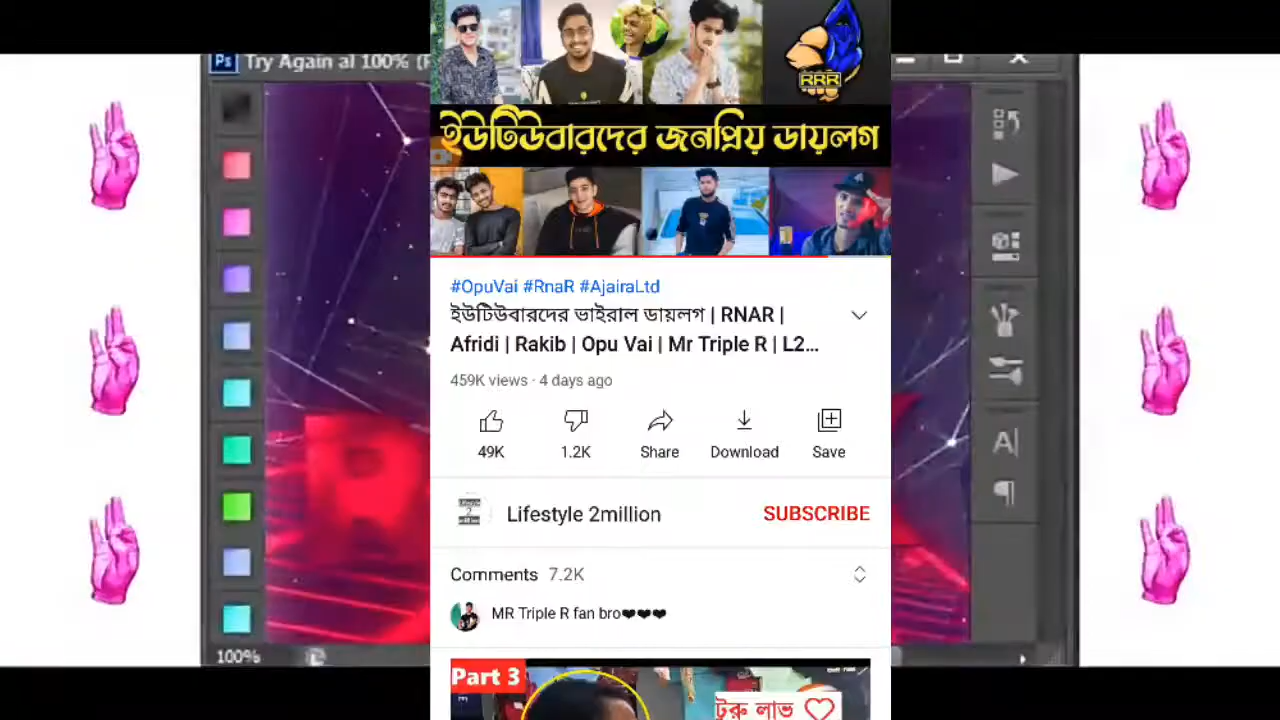 Ps Try Again al 100% (
RRR
ইউটিউবারদের জনপ্রিয় ডায়লগ
#OpuVai #RnaR #AjairaLtd
ইউটিউবারদের ভাইরাল ডায়লগ | RNAR |
Afridi | Rakib | Opu Vai | Mr Triple R | L2...
459K views · 4 days ago
49K 1.2K Share Download Save
Lifestyle 2million SUBSCRIBE
Comments 7.2K
MR Triple R fan bro❤❤❤
100%
Part 3
টুরু লাভ